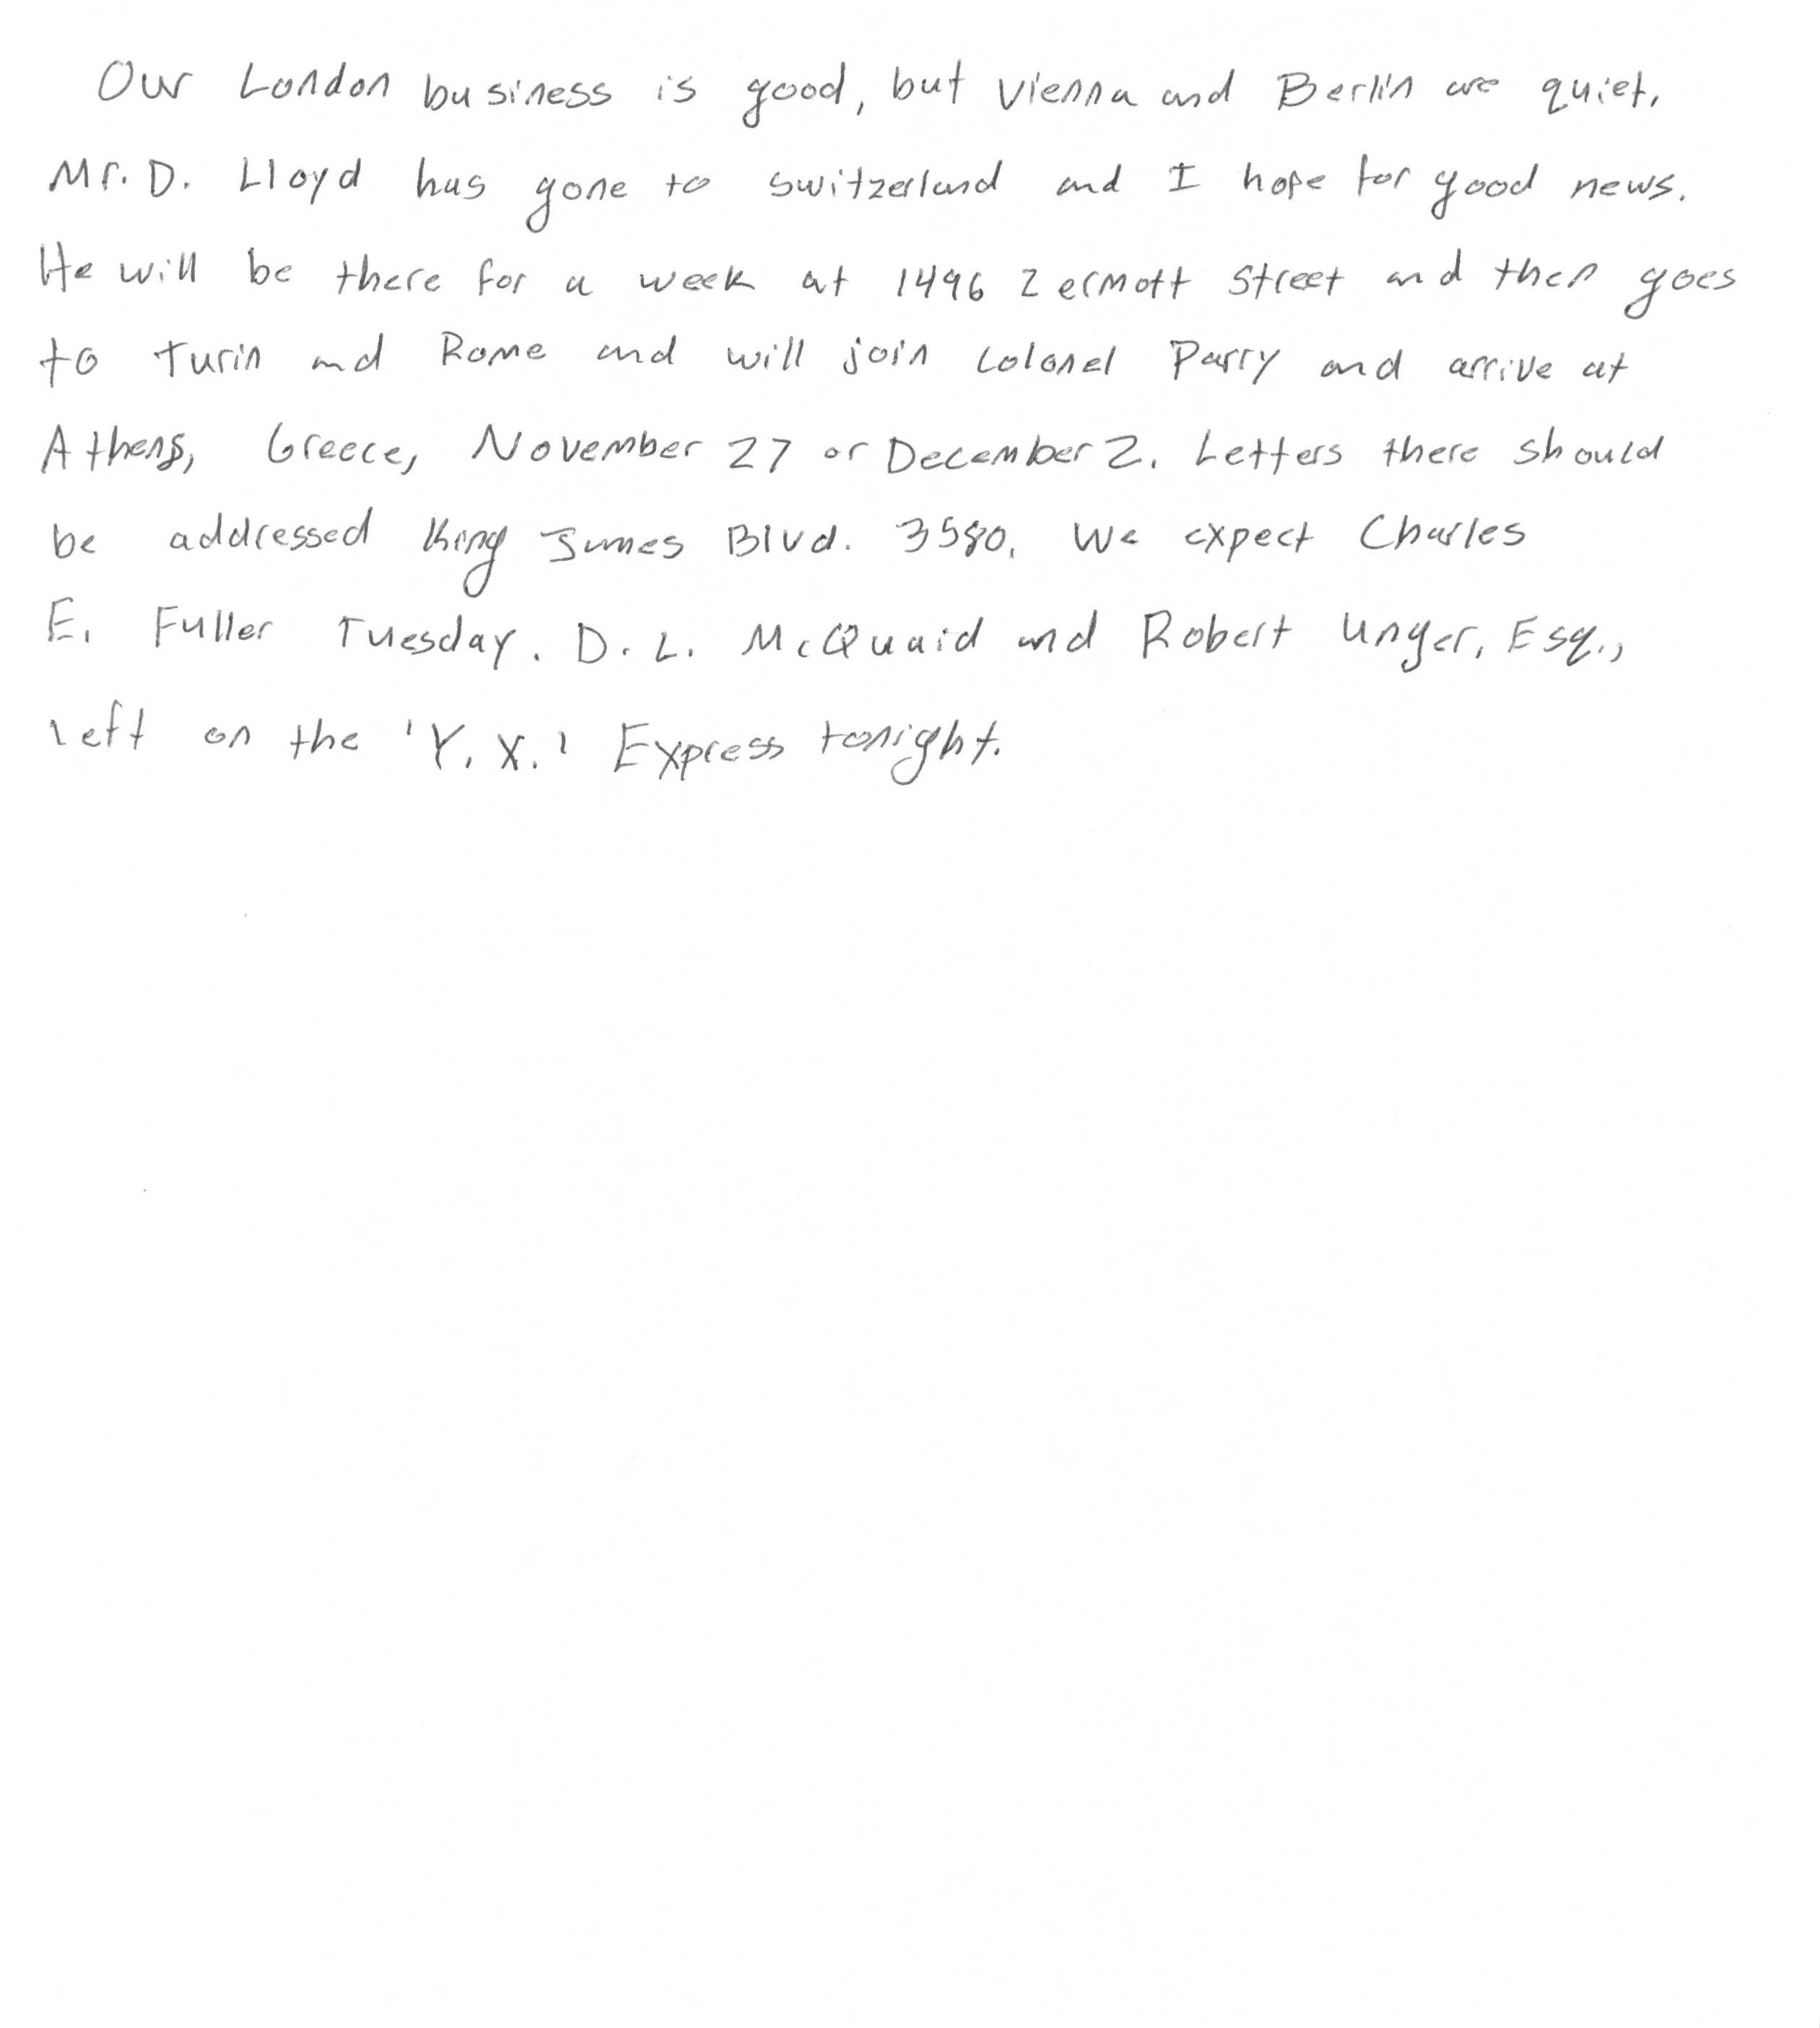 Our London business is good, but Vienna and Berlin are quiet.
Mr. D. Lloyd has gone to Switzerland and I hope for good news.
He will be there for a week at 1496 Zermott Street and then goes
to Turin and Rome and will join Colonel Parry and arrive at
Athens, Greece, November 27 or December 2. Letters there should
be addressed King James Blvd. 3580. We expect Charles
E. Fuller Tuesday. D. L. McQuaid and Robert Unger, Esq.,
left on the 'Y. X.' Express tonight.